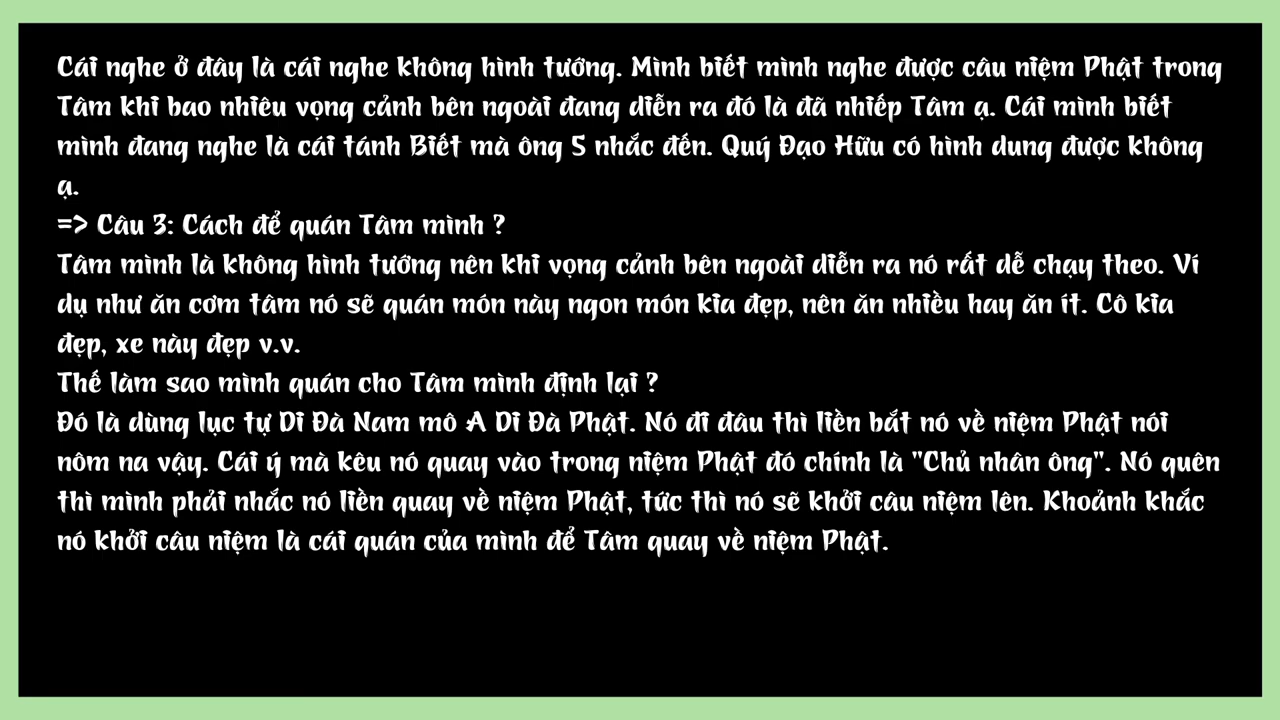 Cái nghe ở đây là cái nghe không hình tướng. Mình biết mình nghe được câu niệm Phật trong
Tâm khi bao nhiêu vọng cảnh bên ngoài đang diễn ra đó là đã nhiếp Tâm ạ. Cái mình biết
mình đang nghe là cái tánh Biết mà ông 5 nhắc đến. Quý Đạo Hữu có hình dung được không
ạ.
=> Câu 3: Cách để quán Tâm mình ?
Tâm mình là không hình tướng nên khi vọng cảnh bên ngoài diễn ra nó rất dễ chạy theo. Ví
dụ như ăn cơm tâm nó sẽ quán món này ngon món kia đẹp, nên ăn nhiều hay ăn ít. Cô kia
đẹp, xe này đẹp v.v.
Thế làm sao mình quán cho Tâm mình định lại ?
Đó là dùng lục tự Di Đà Nam mô A Di Đà Phật. Nó đi đâu thì liền bắt nó về niệm Phật nói
nôm na vậy. Cái ý mà kêu nó quay vào trong niệm Phật đó chính là "Chủ nhân ông". Nó quên
thì mình phải nhắc nó liền quay về niệm Phật, tức thì nó sẽ khởi câu niệm lên. Khoảnh khắc
nó khởi câu niệm là cái quán của mình để Tâm quay về niệm Phật.